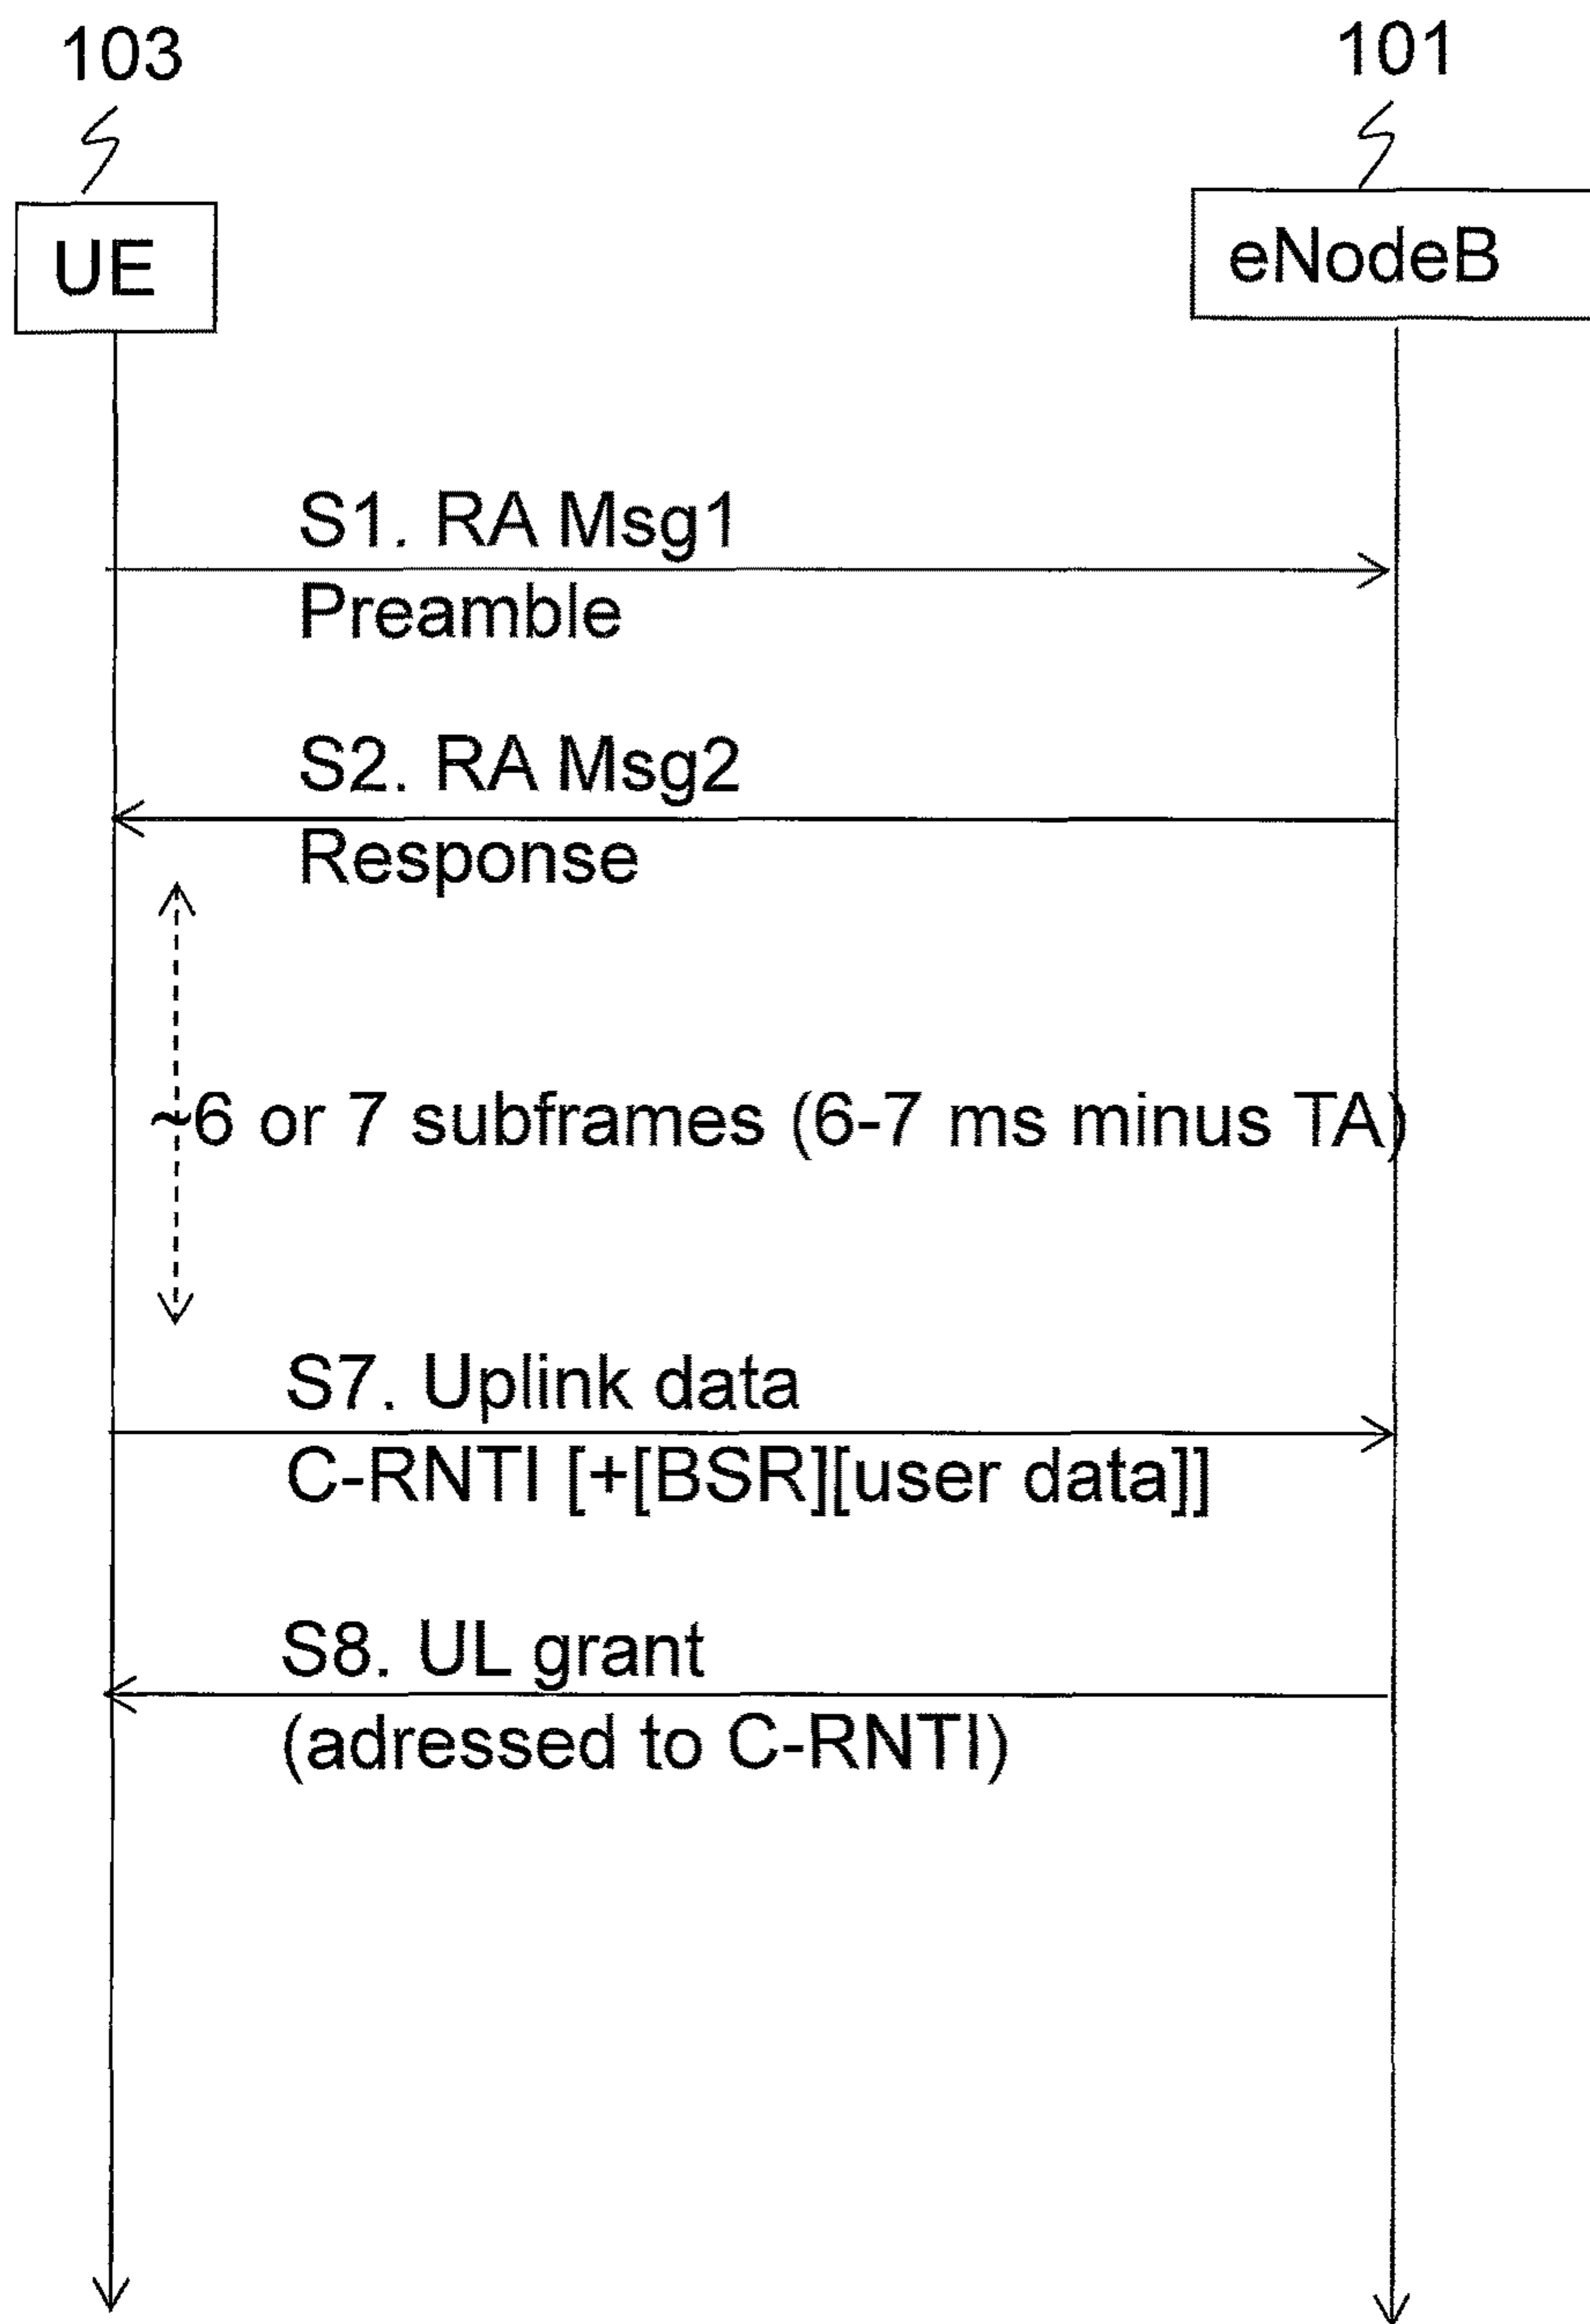 103
101
UE
eNodeB
S1. RA Msg1
Preamble
S2. RA Msg2
Response
~6 or 7 subframes (6-7 ms minus TA)
S7. Uplink data
C-RNTI [+[BSR][user data]]
S8. UL grant
(adressed to C-RNTI)